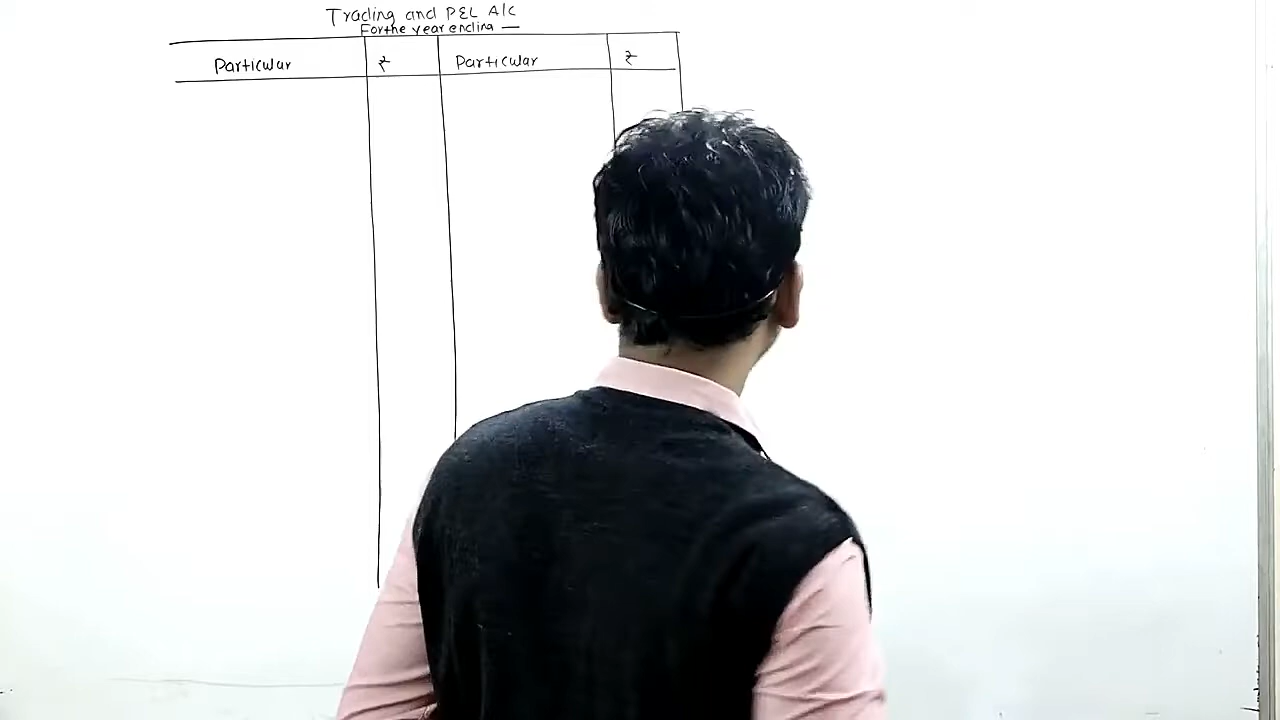 Trading and P&L A/c
For the year ending —
Particular ₹ Particular ₹